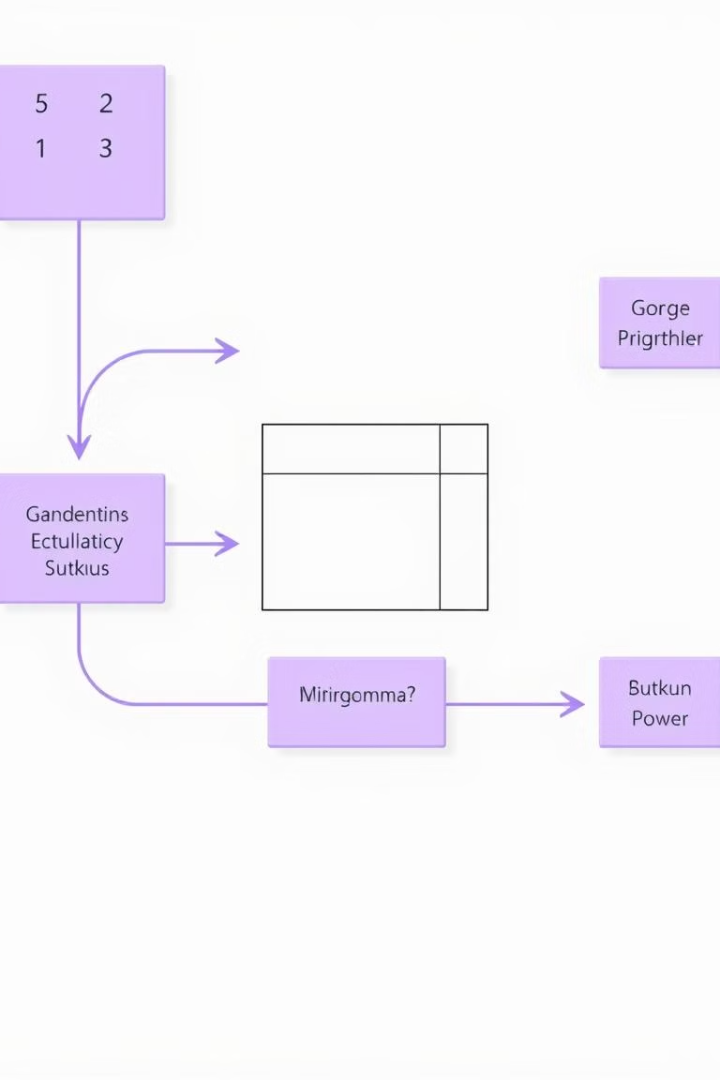 5 2
1 3
Gorge
Prigrthler
Gandentins
Ectullaticy
Sutkius
Mirirgomma?
Butkun
Power